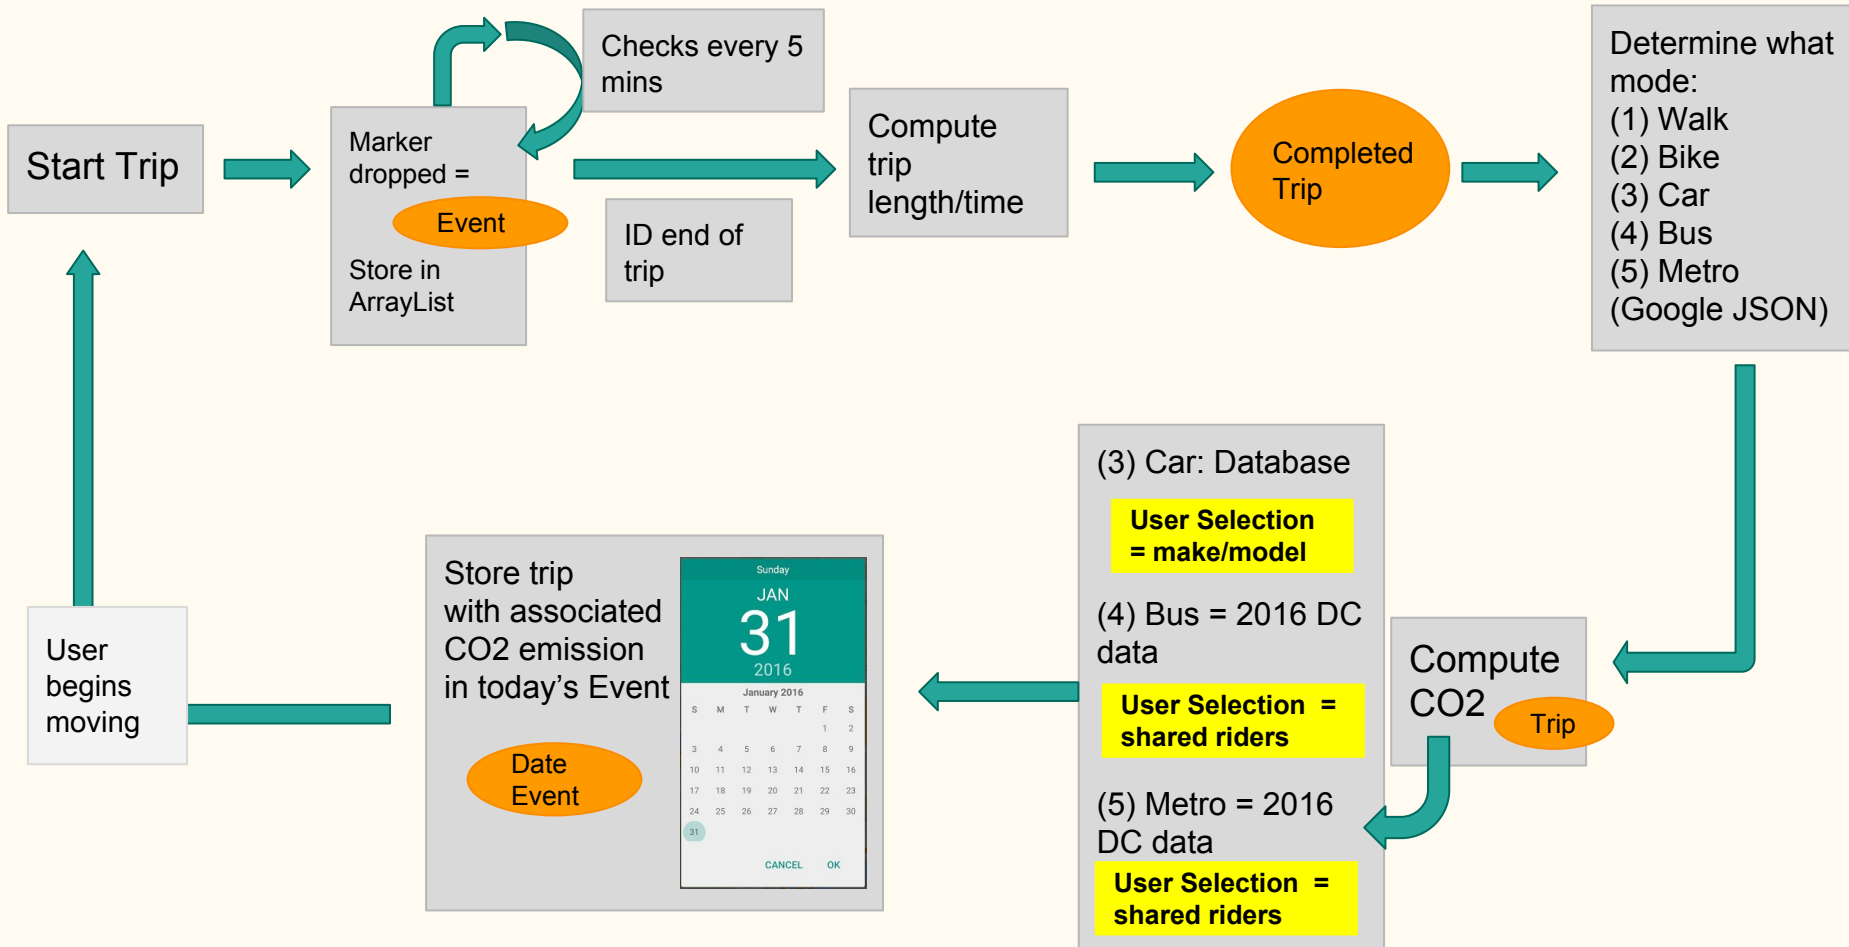 Start Trip
Marker
dropped =
Event
Store in
ArrayList
Checks every 5
mins
ID end of
trip
Compute
trip
length/time
Completed
Trip
Determine what
mode:
(1) Walk
(2) Bike
(3) Car
(4) Bus
(5) Metro
(Google JSON)
Compute
CO2
Trip
(3) Car: Database
User Selection
= make/model
(4) Bus = 2016 DC
data
User Selection =
shared riders
(5) Metro = 2016
DC data
User Selection =
shared riders
Store trip
with associated
CO2 emission
in today’s Event
Date
Event
Sunday
JAN
31
2016
January 2016
S M T W T F S
1 2
3 4 5 6 7 8 9
10 11 12 13 14 15 16
17 18 19 20 21 22 23
24 25 26 27 28 29 30
31
CANCEL OK
User
begins
moving